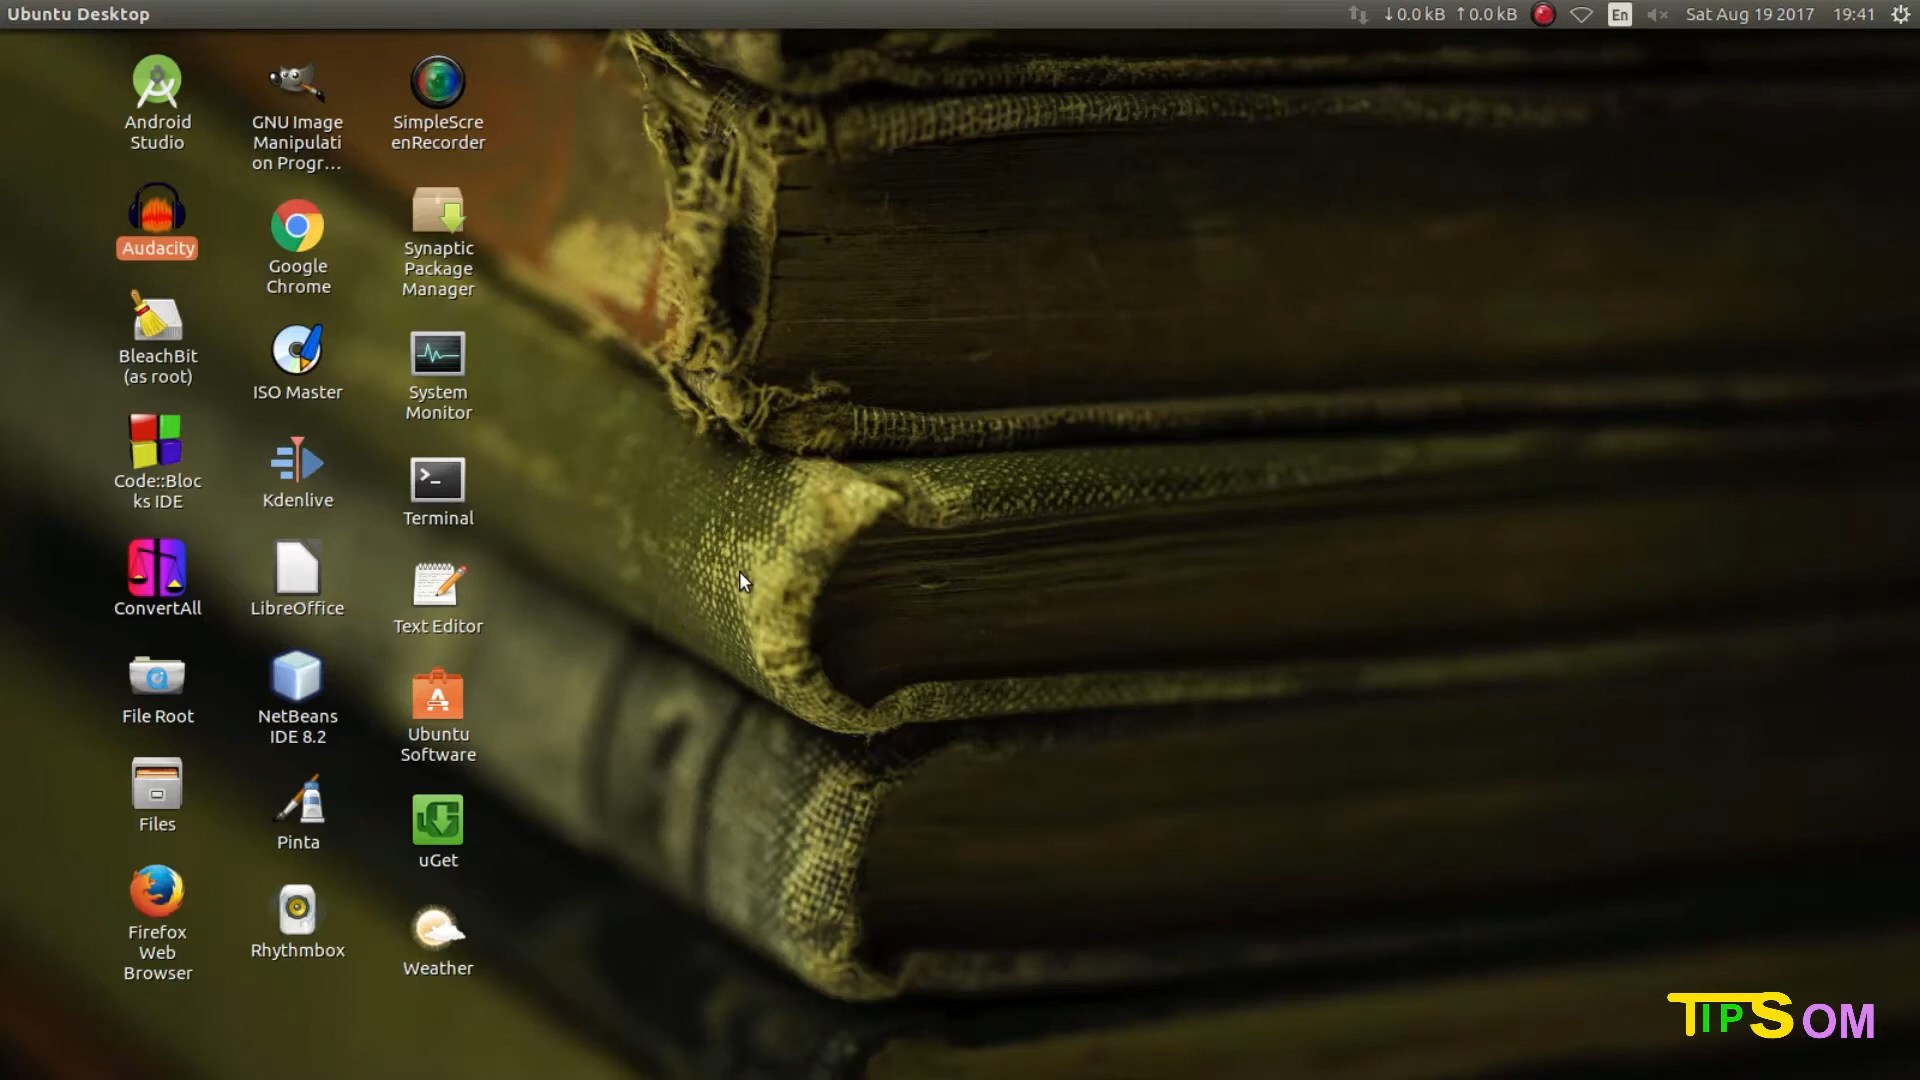 Ubuntu Desktop
↓0.0 kB ↑0.0 kB En Sat Aug 19 2017 19:41
Android
Studio
GNU Image
Manipulati
on Progr...
SimpleScre
enRecorder
Audacity
Google
Chrome
Synaptic
Package
Manager
BleachBit
(as root)
ISO Master
System
Monitor
Code::Bloc
ks IDE
Kdenlive
Terminal
ConvertAll
LibreOffice
Text Editor
File Root
NetBeans
IDE 8.2
Ubuntu
Software
Files
Pinta
uGet
Firefox
Web
Browser
Rhythmbox
Weather
TIPSOM